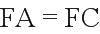 FA = FC